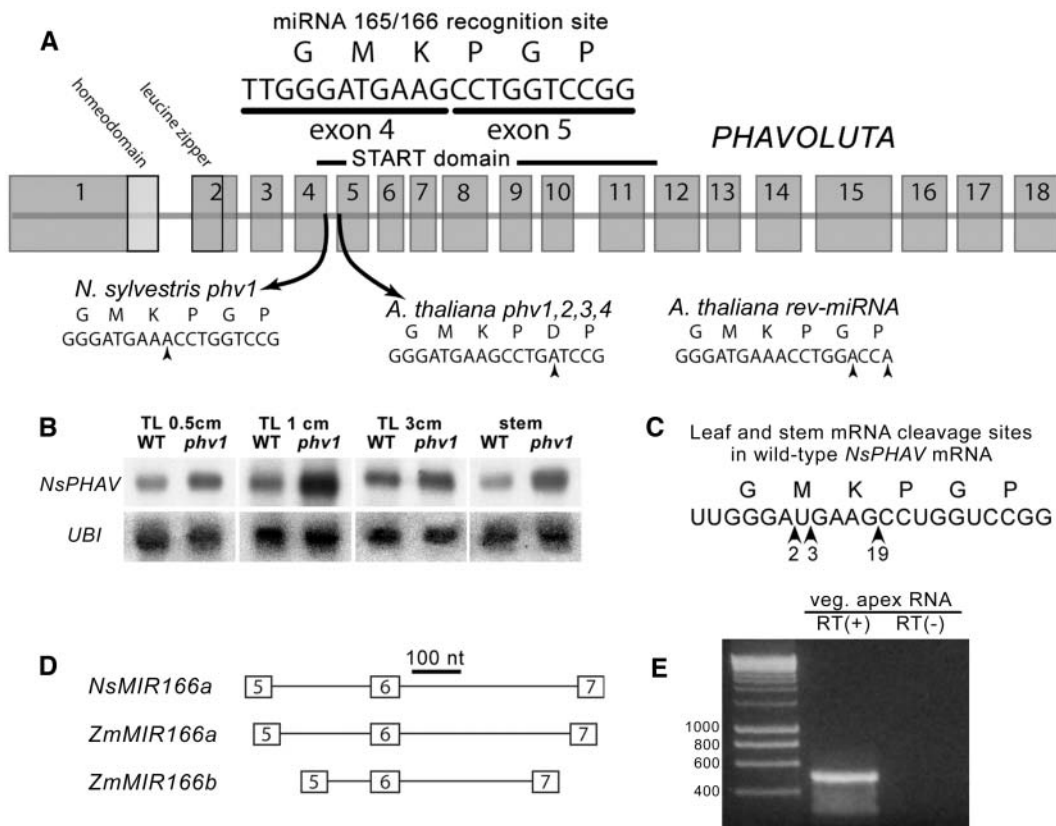 A
miRNA 165/166 recognition site
G M K P G P
TTGGGATGAAGCCTGGTCCGG
exon 4 exon 5
homeodomain
leucine zipper
START domain
PHAVOLUTA
1 2 3 4 5 6 7 8 9 10 11 12 13 14 15 16 17 18
N. sylvestris phv1
G M K P G P
GGGATGAAACCTGGTCCG
A. thaliana phv1,2,3,4
G M K P D P
GGGATGAAGCCTGATCCG
A. thaliana rev-miRNA
G M K P G P
GGGATGAAACCTGGACCA
B
TL 0.5cm TL 1 cm TL 3cm stem
WT phv1 WT phv1 WT phv1 WT phv1
NsPHAV
UBI
C
Leaf and stem mRNA cleavage sites
in wild-type NsPHAV mRNA
G M K P G P
UUGGGAUGAAGCCUGGUCCGG
2 3 19
D
100 nt
NsMIR166a 5 6 7
ZmMIR166a 5 6 7
ZmMIR166b 5 6 7
E
veg. apex RNA
RT(+) RT(-)
1000
800
600
400